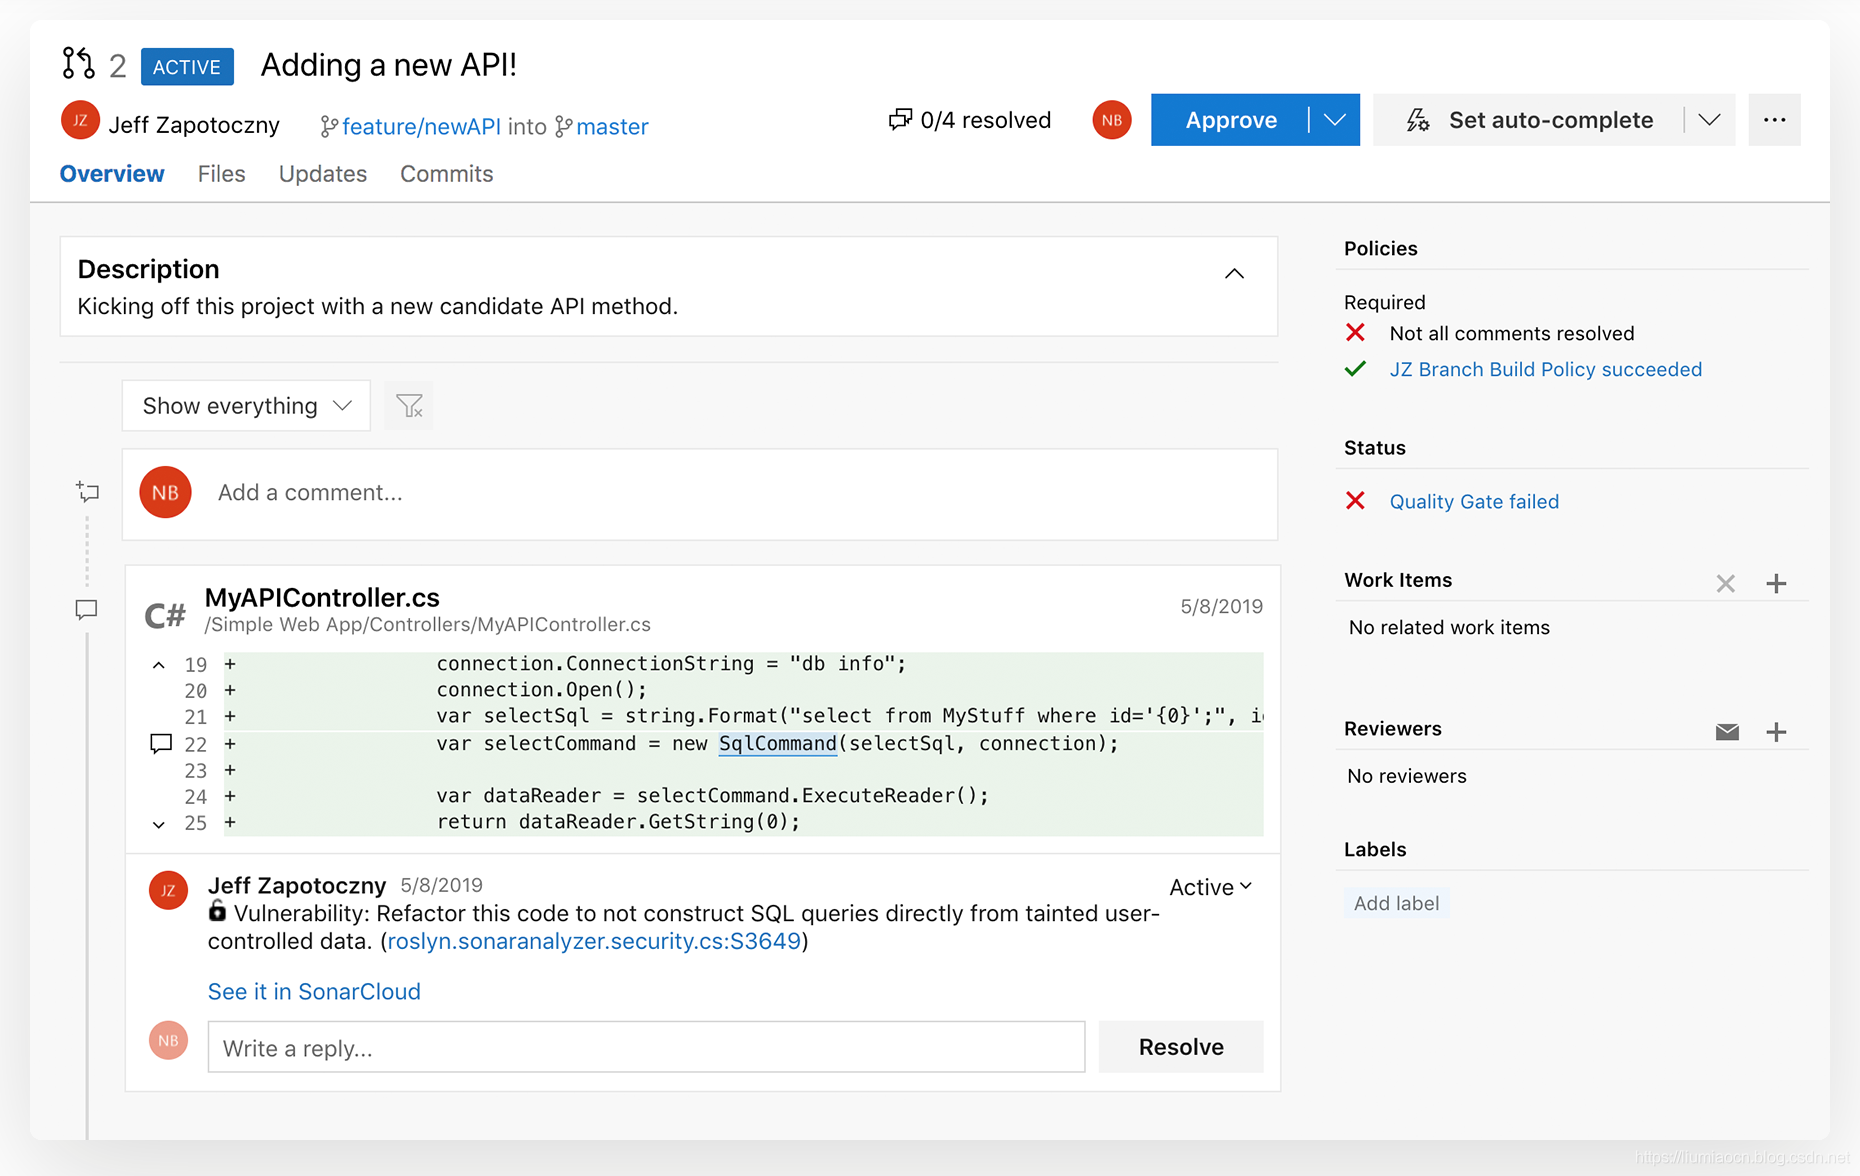 2 ACTIVE Adding a new API!
JZ Jeff Zapotoczny feature/newAPI into master 0/4 resolved NB Approve Set auto-complete
Overview Files Updates Commits
Description
Kicking off this project with a new candidate API method.
Show everything
NB Add a comment...
C# MyAPIController.cs 5/8/2019
/Simple Web App/Controllers/MyAPIController.cs
19 + connection.ConnectionString = "db info";
20 + connection.Open();
21 + var selectSql = string.Format("select from MyStuff where id='{0}';",
22 + var selectCommand = new SqlCommand(selectSql, connection);
23 +
24 + var dataReader = selectCommand.ExecuteReader();
25 + return dataReader.GetString(0);
JZ Jeff Zapotoczny 5/8/2019 Active
Vulnerability: Refactor this code to not construct SQL queries directly from tainted user-
controlled data. (roslyn.sonaranalyzer.security.cs:S3649)
See it in SonarCloud
NB Write a reply... Resolve
Policies
Required
Not all comments resolved
JZ Branch Build Policy succeeded
Status
Quality Gate failed
Work Items
No related work items
Reviewers
No reviewers
Labels
Add label
https://liumiaocn.blog.csdn.net